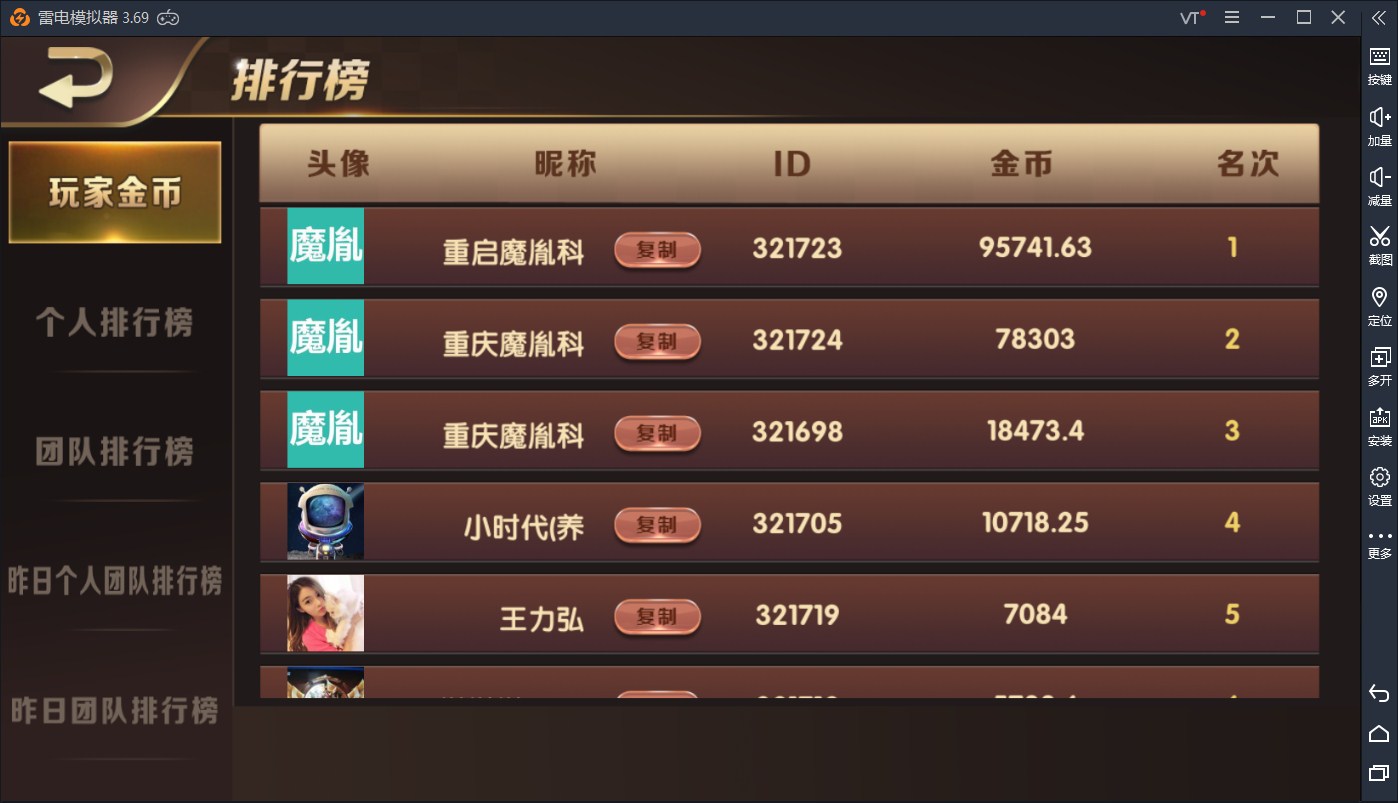 雷电模拟器 3.69
VT
排行榜
玩家金币
个人排行榜
团队排行榜
昨日个人团队排行榜
昨日团队排行榜
头像 昵称 ID 金币 名次
魔胤 重启魔胤科 复制 321723 95741.63 1
魔胤 重庆魔胤科 复制 321724 78303 2
魔胤 重庆魔胤科 复制 321698 18473.4 3
小时代(养 复制 321705 10718.25 4
王力弘 复制 321719 7084 5
按键
加量
减量
截图
定位
多开
APK
安装
设置
更多